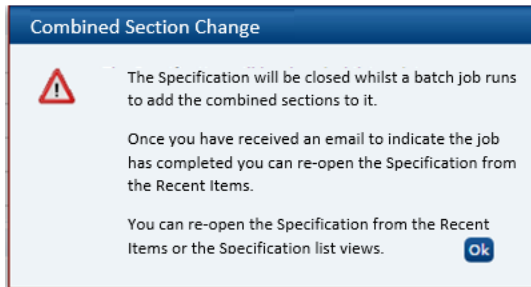 Combined Section Change
The Specification will be closed whilst a batch job runs
to add the combined sections to it.
Once you have received an email to indicate the job
has completed you can re-open the Specification from
the Recent Items.
You can re-open the Specification from the Recent
Items or the Specification list views.
Ok